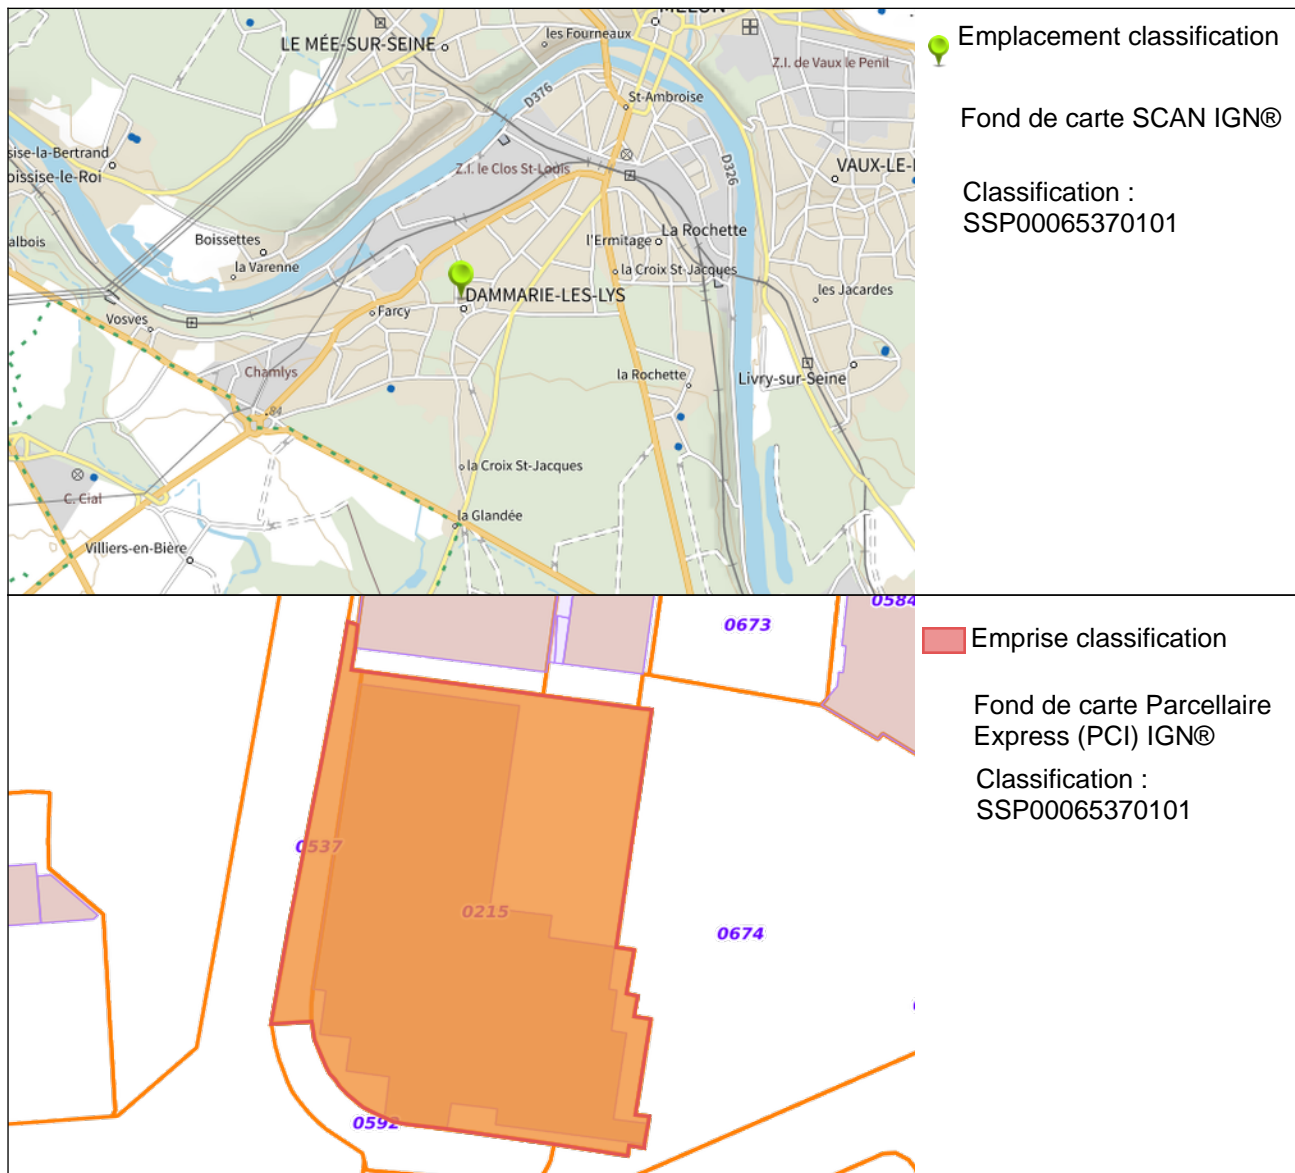 MELUN
LE MÉE-SUR-SEINE
les Fourneaux
Z.I. de Vaux le Penil
D376
St-Ambroise
Z.I. le Clos St-Louis
D326
VAUX-LE-
sise-la-Bertrand
oissise-le-Roi
albois
Boissettes
la Varenne
l'Ermitage
La Rochette
la Croix St-Jacques
les Jacardes
DAMMARIE-LES-LYS
Farcy
Vosves
Chamlys
la Rochette
Livry-sur-Seine
84
la Croix St-Jacques
C. Cial
la Glandée
Villiers-en-Bière
Emplacement classification
Fond de carte SCAN IGN®
Classification :
SSP00065370101
0584
0673
0537
0215
0674
0592
Emprise classification
Fond de carte Parcellaire
Express (PCI) IGN®
Classification :
SSP00065370101